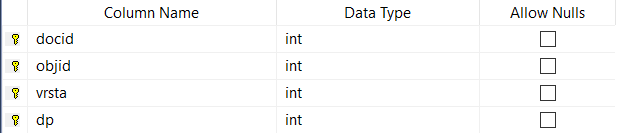 Column Name Data Type Allow Nulls
docid int
objid int
vrsta int
dp int